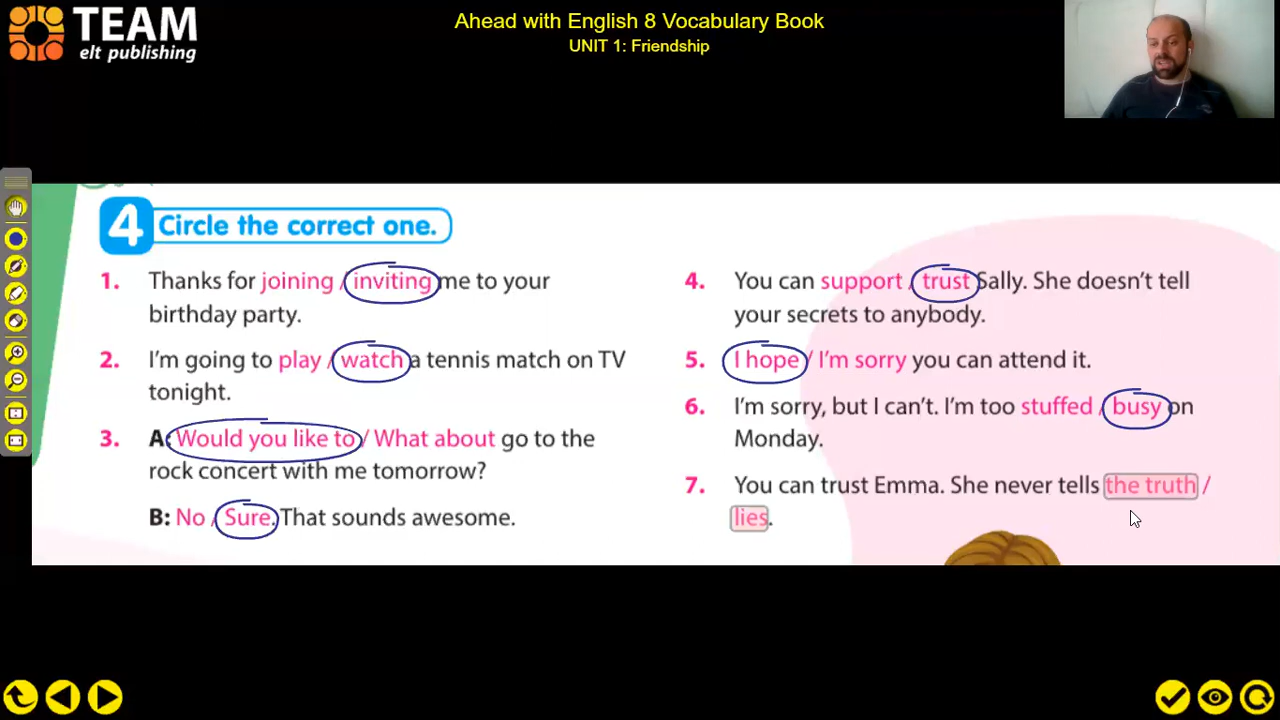 TEAM
elt publishing
Ahead with English 8 Vocabulary Book
UNIT 1: Friendship
4 Circle the correct one.
1. Thanks for joining / inviting me to your
birthday party.
2. I'm going to play / watch a tennis match on TV
tonight.
3. A: Would you like to / What about go to the
rock concert with me tomorrow?
B: No / Sure. That sounds awesome.
4. You can support / trust Sally. She doesn't tell
your secrets to anybody.
5. I hope / I'm sorry you can attend it.
6. I'm sorry, but I can't. I'm too stuffed / busy on
Monday.
7. You can trust Emma. She never tells the truth /
lies.